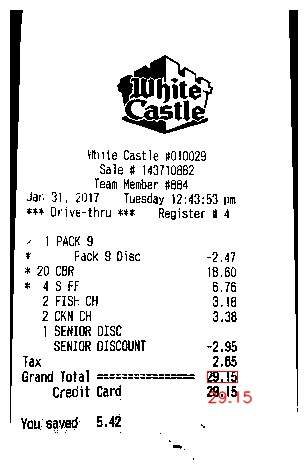 White Castle
White Castle #010029
Sale # 143710882
Team Member #884
Jan 31, 2017 Tuesday 12:43:53 pm
*** Drive-thru *** Register # 4
1 PACK 9
* Pack 9 Disc -2.47
* 20 CBR 18.60
* 4 S FF 6.76
2 FISH CH 3.18
2 CKN CH 3.38
1 SENIOR DISC
SENIOR DISCOUNT -2.95
Tax 2.65
Grand Total ================ 29.15
Credit Card 29.15
29.15
You saved 5.42